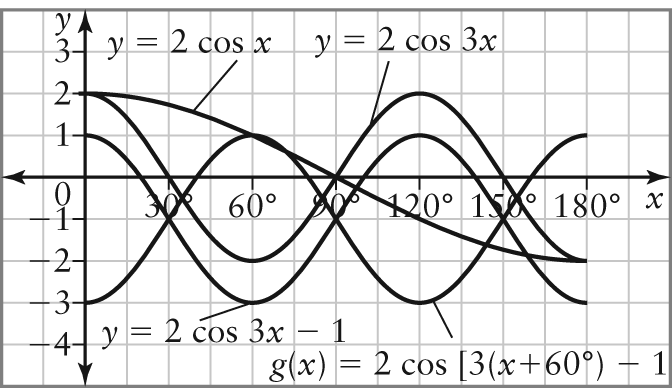 y
y = 2 cos x
y = 2 cos 3x
3
2
1
0
30° 60° 90° 120° 150° 180° x
−1
−2
−3
−4
y = 2 cos 3x − 1
g(x) = 2 cos [3(x+60°) − 1